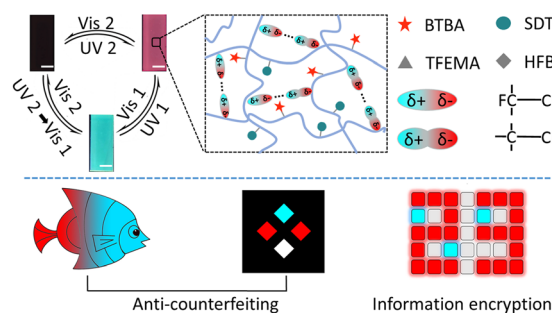 Vis 2
UV 2
Vis 2
UV 2 ➡ Vis 1
Vis 1
UV 1
δ+ δ-
BTBA
SDT
TFEMA
HFB
δ+ δ-
FC—C
δ+ δ-
C—C
Anti-counterfeiting
Information encryption